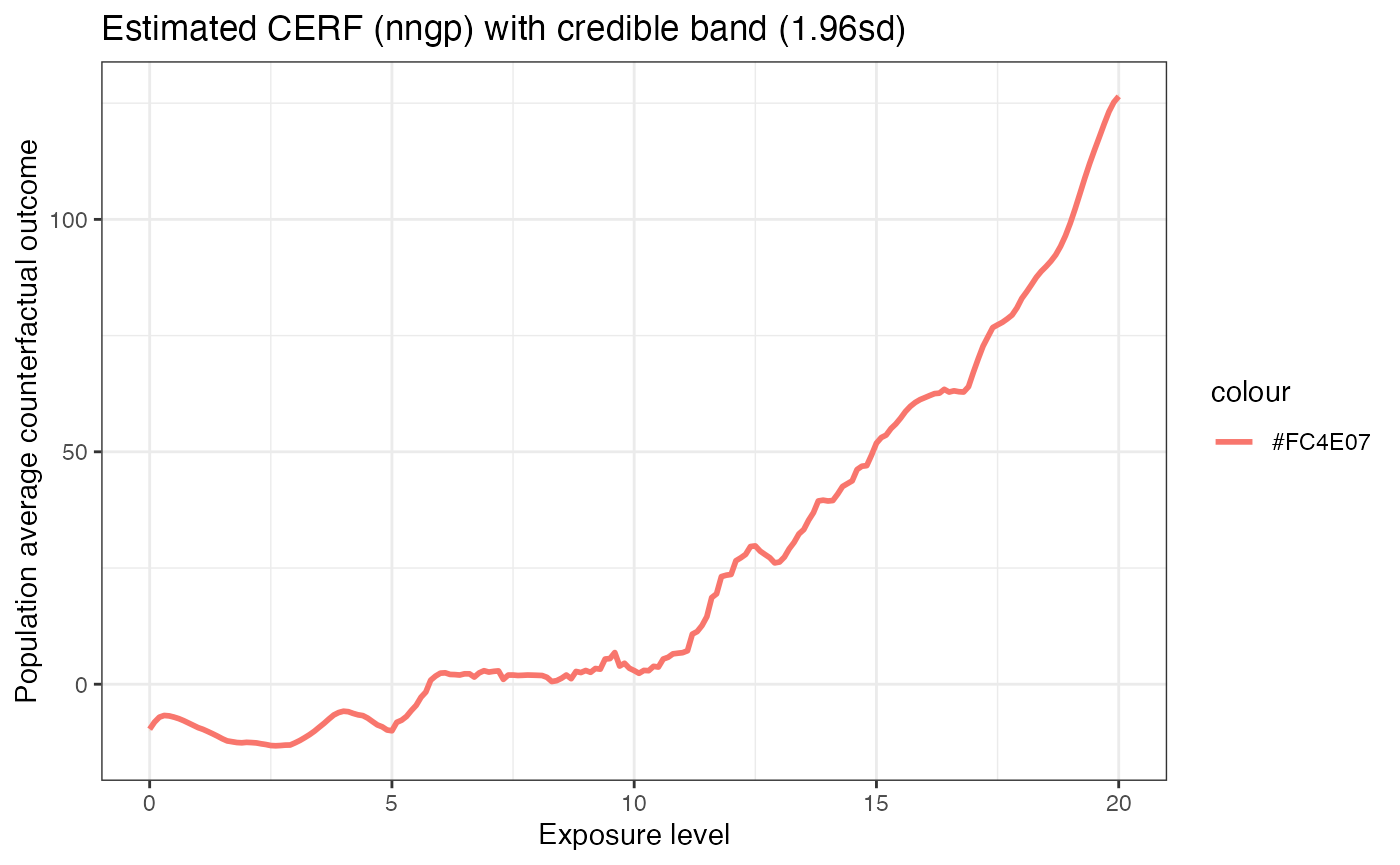 Estimated CERF (nngp) with credible band (1.96sd)
Population average counterfactual outcome
100
50
0
0
5
10
15
20
Exposure level
colour
#FC4E07